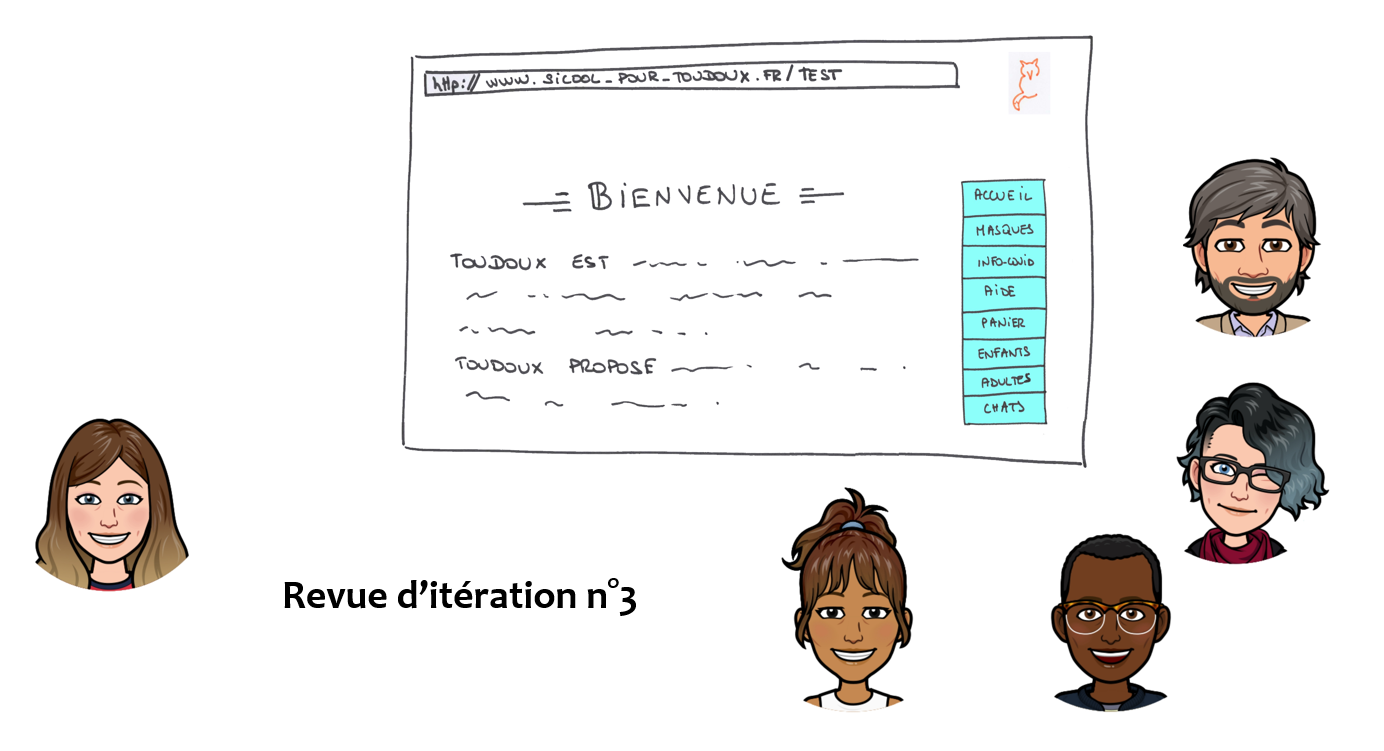 http:// www.sicool_pour_toudoux.fr/test
BIENVENUE
TOUDOUX EST
TOUDOUX PROPOSE
ACCUEIL
MASQUES
INFO-COVID
AIDE
PANIER
ENFANTS
ADULTES
CHATS
Revue d’itération n°3